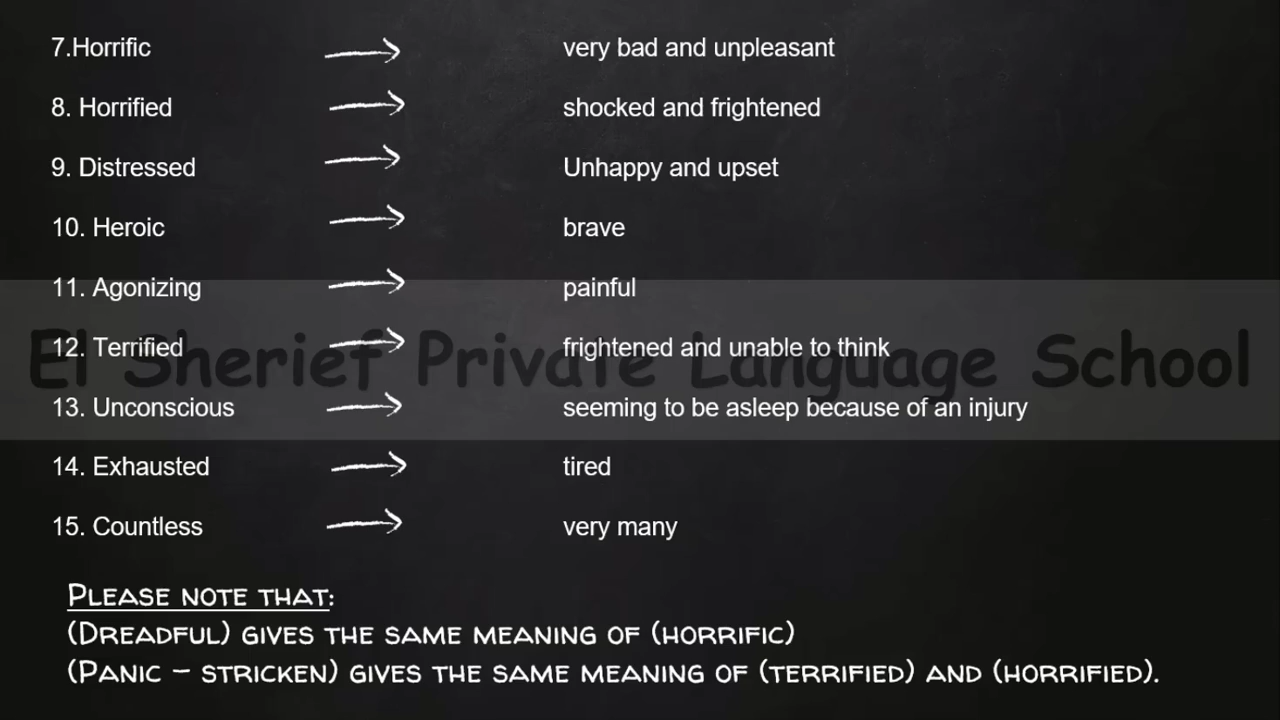 7.Horrific very bad and unpleasant
8. Horrified shocked and frightened
9. Distressed Unhappy and upset
10. Heroic brave
11. Agonizing painful
12. Terrified frightened and unable to think
El Sherief Private Language School
13. Unconscious seeming to be asleep because of an injury
14. Exhausted tired
15. Countless very many
Please note that:
(Dreadful) gives the same meaning of (horrific)
(Panic – stricken) gives the same meaning of (terrified) and (horrified).